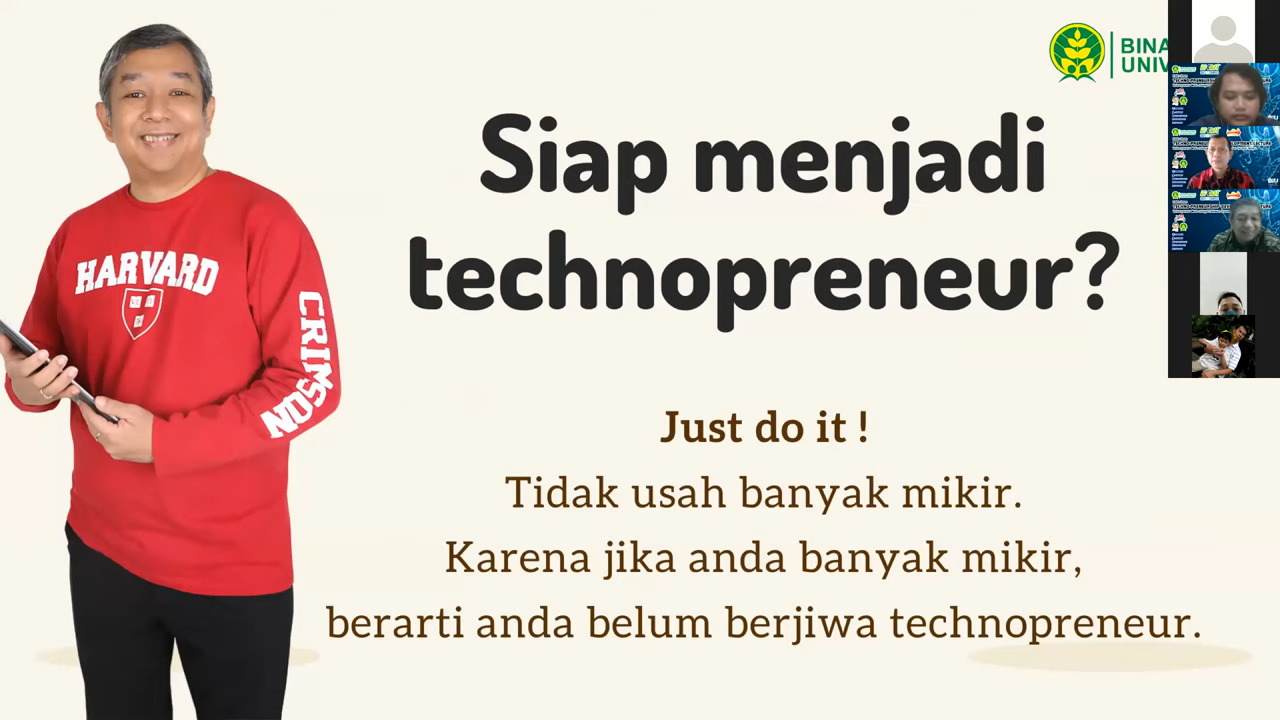 BINA
UNIV
Siap menjadi
technopreneur?
HARVARD
CRIMSON
Just do it !
Tidak usah banyak mikir.
Karena jika anda banyak mikir,
berarti anda belum berjiwa technopreneur.